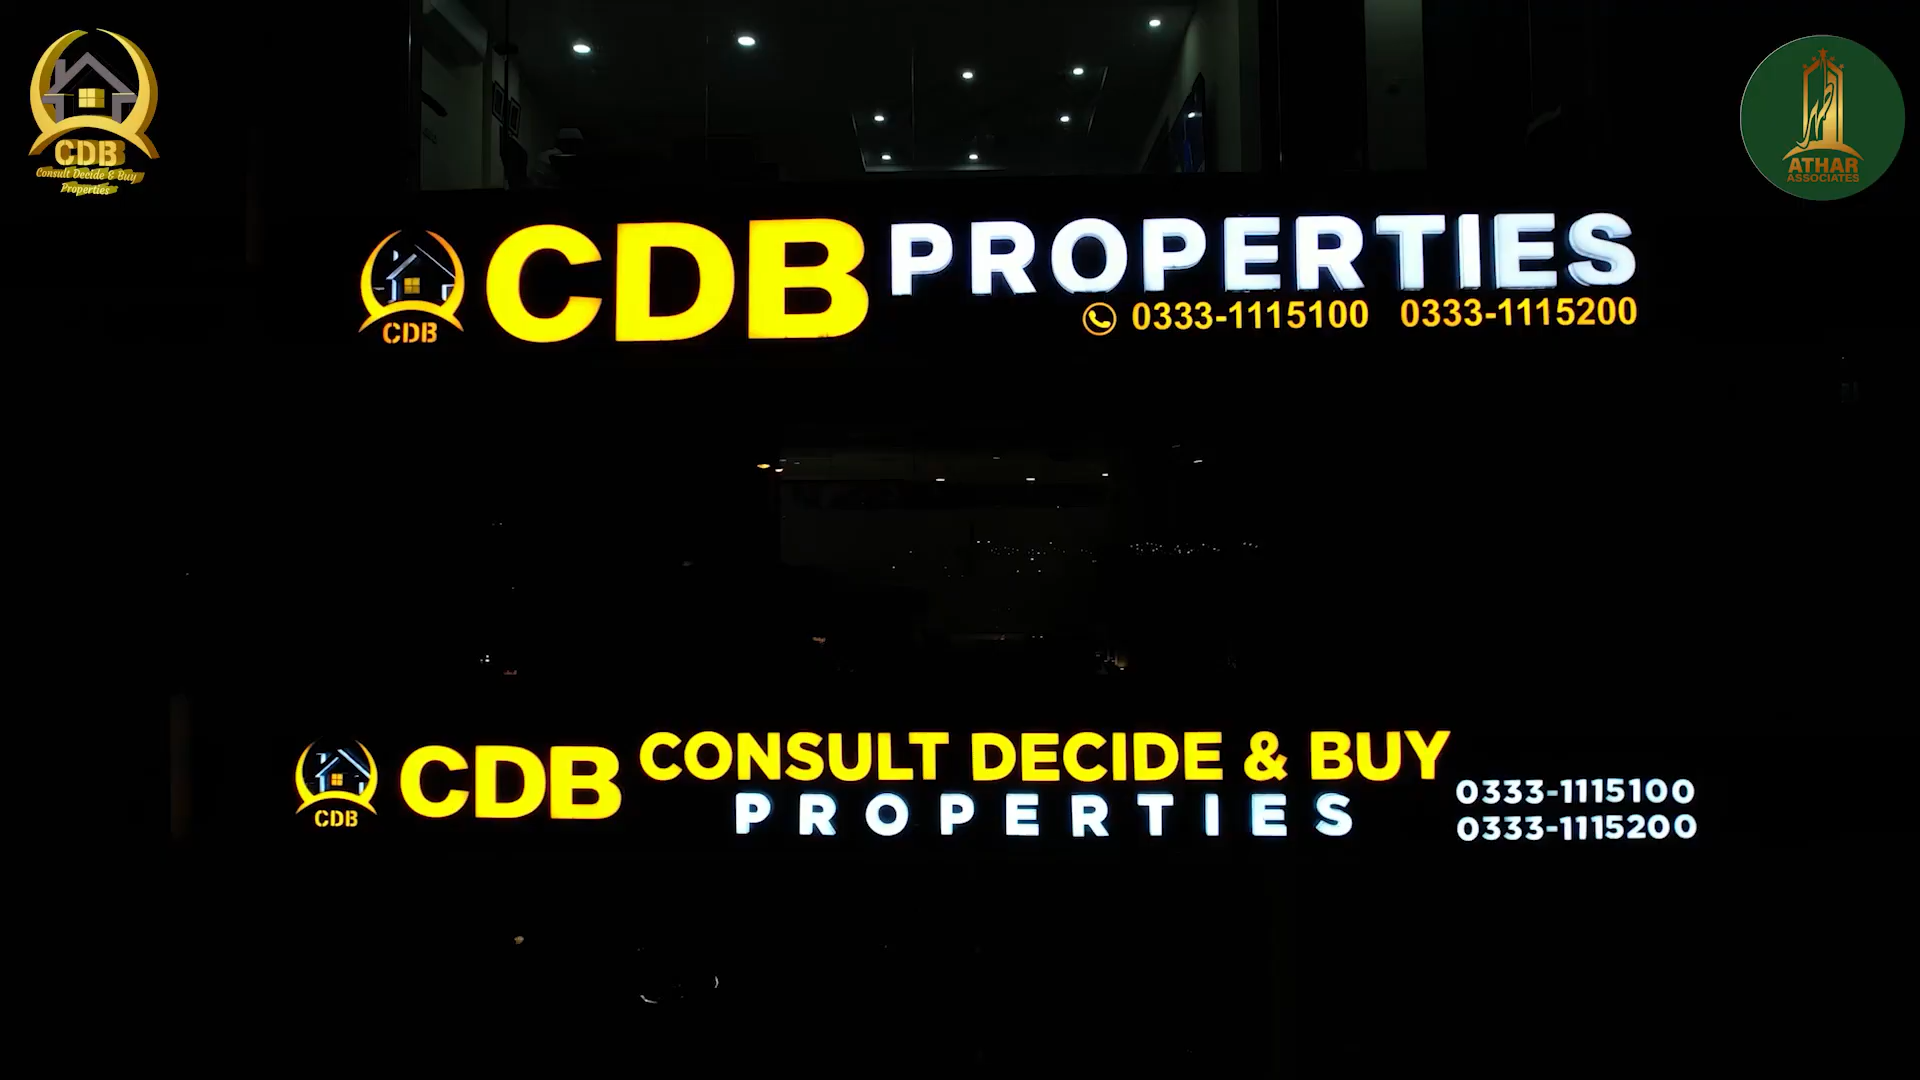 CDB
Consult Decide & Buy
Properties
ATHAR
ASSOCIATES
CDB
CDB PROPERTIES
0333-1115100 0333-1115200
CDB
CDB CONSULT DECIDE & BUY
PROPERTIES
0333-1115100
0333-1115200